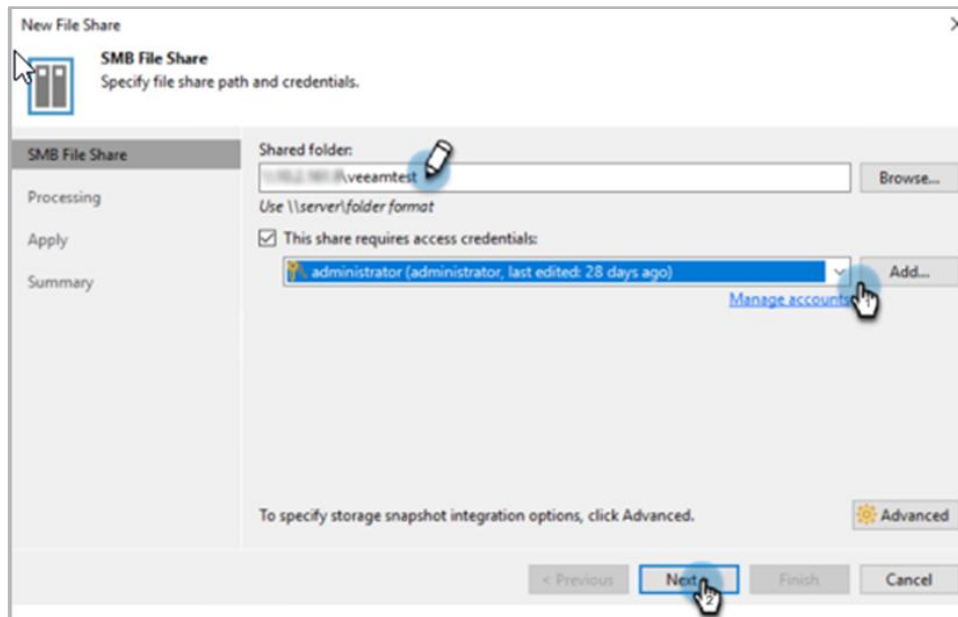 New File Share
SMB File Share
Specify file share path and credentials.
SMB File Share
Processing
Apply
Summary
Shared folder:
\veeamtest
Browse...
Use \\server\folder format
This share requires access credentials:
administrator (administrator, last edited: 28 days ago)
Add...
Manage accounts
1
To specify storage snapshot integration options, click Advanced.
Advanced
< Previous
Next
2
Finish
Cancel